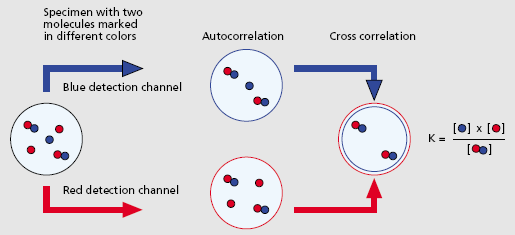 Specimen with two
molecules marked
in different colors
Autocorrelation
Cross correlation
Blue detection channel
K = [ ] x [ ]
[ ]
Red detection channel